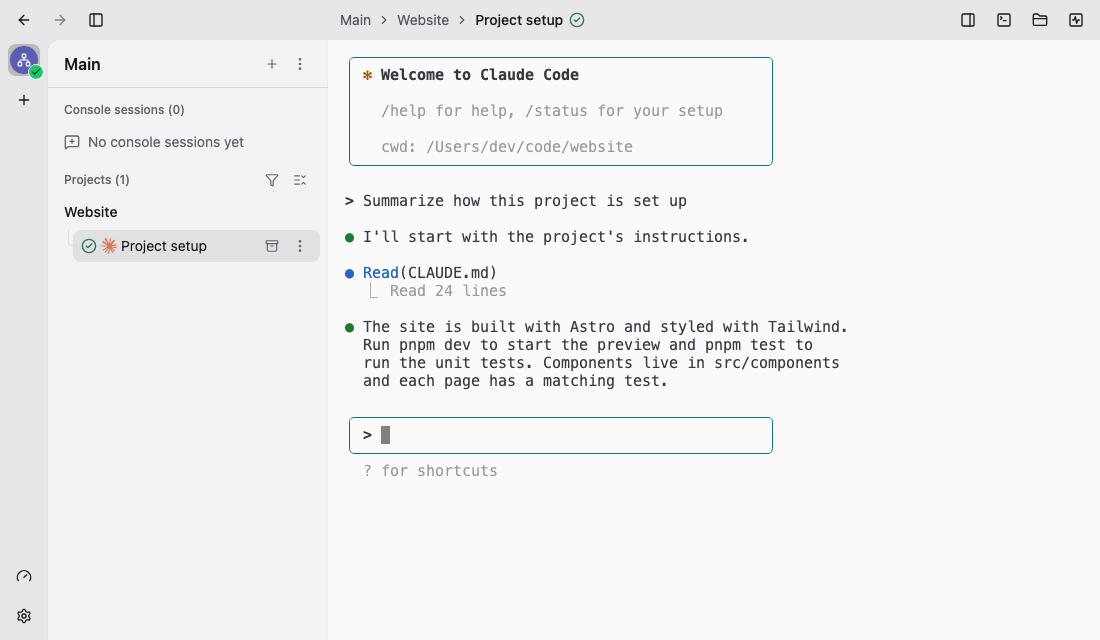 Main > Website > Project setup
Main
Console sessions (0)
No console sessions yet
Projects (1)
Website
Project setup
✻ Welcome to Claude Code
/help for help, /status for your setup
cwd: /Users/dev/code/website
> Summarize how this project is set up
● I'll start with the project's instructions.
● Read(CLAUDE.md)
⎿ Read 24 lines
● The site is built with Astro and styled with Tailwind.
Run pnpm dev to start the preview and pnpm test to
run the unit tests. Components live in src/components
and each page has a matching test.
>
? for shortcuts